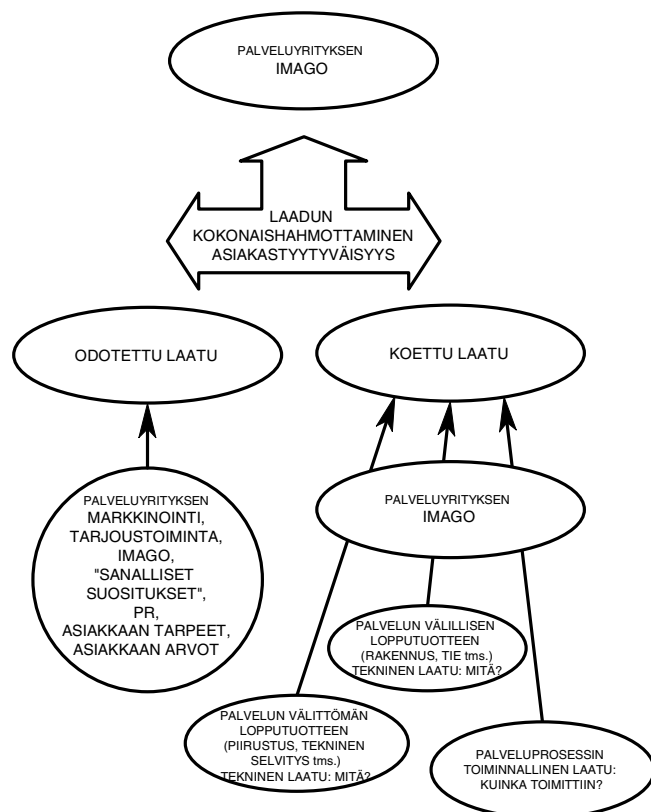 PALVELUYRITYKSEN
IMAGO
LAADUN
KOKONAISHAHMOTTAMINEN
ASIAKASTYYTYVÄISYYS
ODOTETTU LAATU
KOETTU LAATU
PALVELUYRITYKSEN
MARKKINOINTI,
TARJOUSTOIMINTA,
IMAGO,
"SANALLISET
SUOSITUKSET",
PR,
ASIAKKAAN TARPEET,
ASIAKKAAN ARVOT
PALVELUYRITYKSEN
IMAGO
PALVELUN VÄLILLISEN
LOPPUTUOTTEEN
(RAKENNUS, TIE tms.)
TEKNINEN LAATU: MITÄ?
PALVELUN VÄLITTÖMÄN
LOPPUTUOTTEEN
(PIIRUSTUS, TEKNINEN
SELVITYS tms.)
TEKNINEN LAATU: MITÄ?
PALVELUPROSESSIN
TOIMINNALLINEN LAATU:
KUINKA TOIMITTIIN?